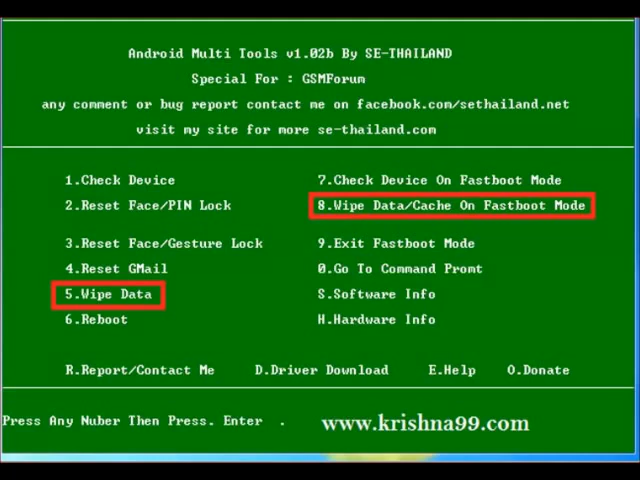 Android Multi Tools v1.02b By SE-THAILAND
Special For : GSMForum
any comment or bug report contact me on facebook.com/sethailand.net
visit my site for more se-thailand.com
1.Check Device 7.Check Device On Fastboot Mode
2.Reset Face/PIN Lock 8.Wipe Data/Cache On Fastboot Mode
3.Reset Face/Gesture Lock 9.Exit Fastboot Mode
4.Reset GMail 0.Go To Command Promt
5.Wipe Data S.Software Info
6.Reboot H.Hardware Info
R.Report/Contact Me D.Driver Download E.Help O.Donate
Press Any Nuber Then Press. Enter .
www.krishna99.com